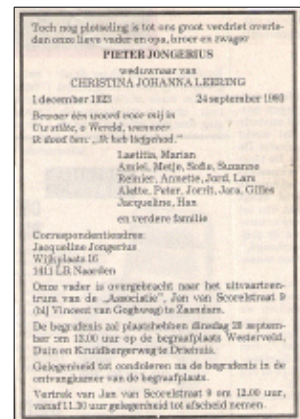 Toch nog plotseling is tot ons groot verdriet overle-
den onze lieve vader en opa, broer en zwager
PIETER JONGERIUS
weduwnaar van
CHRISTINA JOHANNA LEERING
1 december 1923 24 september 1993
Bewaar één woord voor mij in
Uw stilte, o Wereld, wanneer
ik dood ben: „Ik heb liefgehad."
Laetitia, Marian
Amiel, Metje, Sofie, Suzanne
Reinier, Annette, Jord, Lars
Alette, Peter, Jorrit, Jara, Gilles
Jacqueline, Han
en verdere familie
Correspondentieadres:
Jacqueline Jongerius
Wijkplaats 16
1411 LR Naarden
Onze vader is overgebracht naar het uitvaartcen-
trum van de „Associatie", Jan van Scorelstraat 9
(bij Vincent van Goghweg) te Zaandam.
De begrafenis zal plaatshebben dinsdag 28 septem-
ber om 13.00 uur op de begraafplaats Westerveld,
Duin en Kruidbergerweg te Driehuis.
Gelegenheid tot condoleren na de begrafenis in de
ontvangkamer van de begraafplaats.
Vertrek van Jan van Scorelstraat 9 om 12.00 uur,
vanaf 11.30 uur gelegenheid tot afscheid nemen.